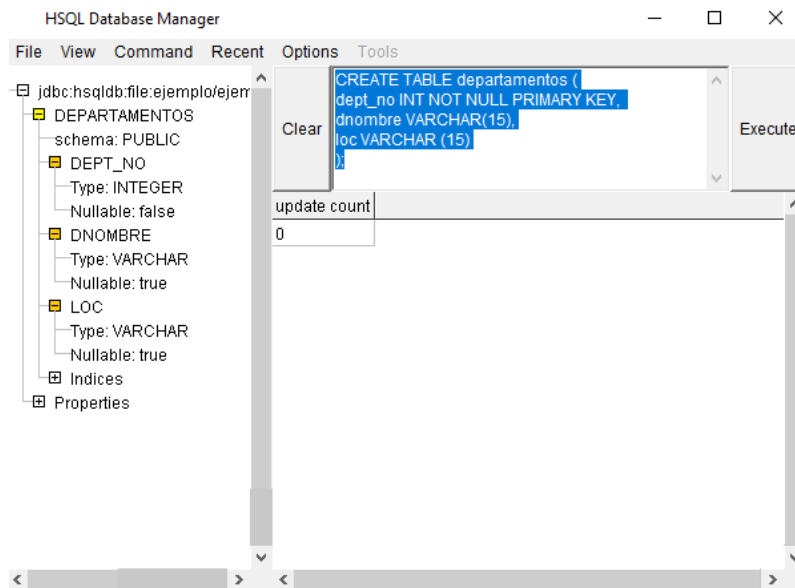 HSQL Database Manager
File View Command Recent Options Tools
jdbc:hsqldb:file:ejemplo/ejem
DEPARTAMENTOS
schema: PUBLIC
DEPT_NO
Type: INTEGER
Nullable: false
DNOMBRE
Type: VARCHAR
Nullable: true
LOC
Type: VARCHAR
Nullable: true
Indices
Properties
Clear
CREATE TABLE departamentos (
dept_no INT NOT NULL PRIMARY KEY,
dnombre VARCHAR(15),
loc VARCHAR (15)
);
Execute
update count
0